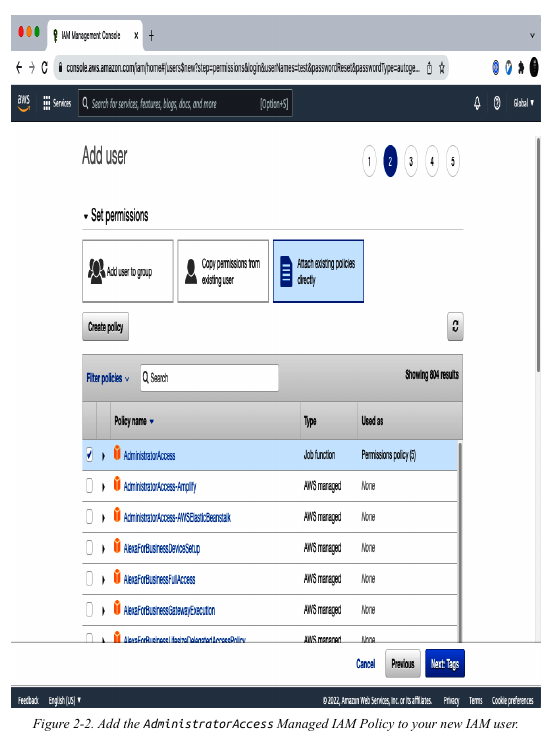 IAM Management Console
console.aws.amazon.com/iam/home#/users$new?step=permissions&login&userNames=test&passwordReset&passwordType=autoge...
aws Services Search for services, features, blogs, docs, and more [Option+S] Global
Add user 1 2 3 4 5
Set permissions
Add user to group
Copy permissions from
existing user
Attach existing policies
directly
Create policy
Filter policies Search Showing 804 results
Policy name Type Used as
AdministratorAccess Job function Permissions policy (5)
AdministratorAccess-Amplify AWS managed None
AdministratorAccess-AWSElasticBeanstalk AWS managed None
AlexaForBusinessDeviceSetup AWS managed None
AlexaForBusinessFullAccess AWS managed None
AlexaForBusinessGatewayExecution AWS managed None
AlexaForBusinessLifesizeDelegatedAccessPolicy AWS managed None
Cancel Previous Next: Tags
Feedback English (US) © 2022, Amazon Web Services, Inc. or its affiliates. Privacy Terms Cookie preferences
Figure 2-2. Add the AdministratorAccess Managed IAM Policy to your new IAM user.